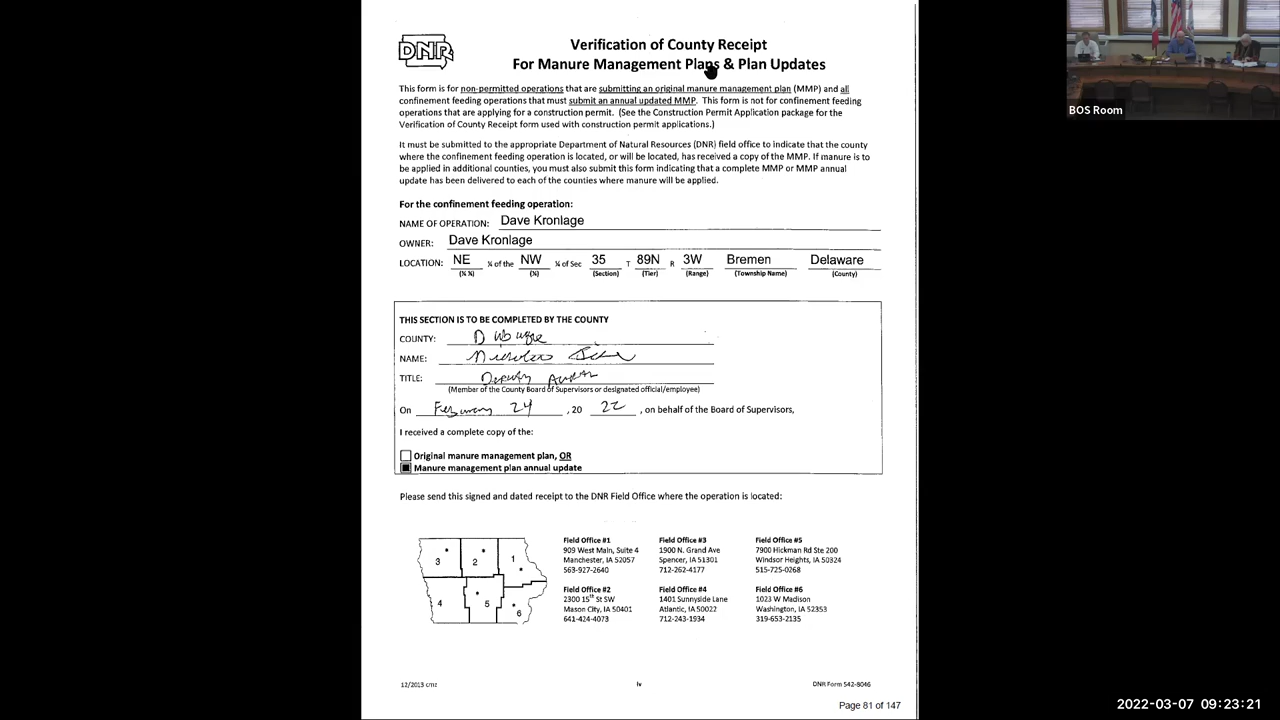 DNR
Verification of County Receipt
For Manure Management Plans & Plan Updates
This form is for non-permitted operations that are submitting an original manure management plan (MMP) and all
confinement feeding operations that must submit an annual updated MMP. This form is not for confinement feeding
operations that are applying for a construction permit. (See the Construction Permit Application package for the
Verification of County Receipt form used with construction permit applications.)
It must be submitted to the appropriate Department of Natural Resources (DNR) field office to indicate that the county
where the confinement feeding operation is located, or will be located, has received a copy of the MMP. If manure is to
be applied in additional counties, you must also submit this form indicating that a complete MMP or MMP annual
update has been delivered to each of the counties where manure will be applied.
For the confinement feeding operation:
NAME OF OPERATION: Dave Kronlage
OWNER: Dave Kronlage
LOCATION: NE ¼ of the NW ¼ of Sec 35 T 89N R 3W Bremen Delaware
(¼ ¼) (¼) (Section) (Tier) (Range) (Township Name) (County)
THIS SECTION IS TO BE COMPLETED BY THE COUNTY
COUNTY:
NAME: Nicholas
TITLE: Deputy
(Member of the County Board of Supervisors or designated official/employee)
On February 24, 20 22, on behalf of the Board of Supervisors,
I received a complete copy of the:
Original manure management plan, OR
Manure management plan annual update
Please send this signed and dated receipt to the DNR Field Office where the operation is located:
3 2 1
4 5 6
Field Office #1
909 West Main, Suite 4
Manchester, IA 52057
563-927-2640
Field Office #2
2300 15th St SW
Mason City, IA 50401
641-424-4073
Field Office #3
1900 N. Grand Ave
Spencer, IA 51301
712-262-4177
Field Office #4
1401 Sunnyside Lane
Atlantic, IA 50022
712-243-1934
Field Office #5
7900 Hickman Rd Ste 200
Windsor Heights, IA 50324
515-725-0268
Field Office #6
1023 W Madison
Washington, IA 52353
319-653-2135
12/2013 cmz iv DNR Form 542-8046
Page 81 of 147
BOS Room
2022-03-07 09:23:21